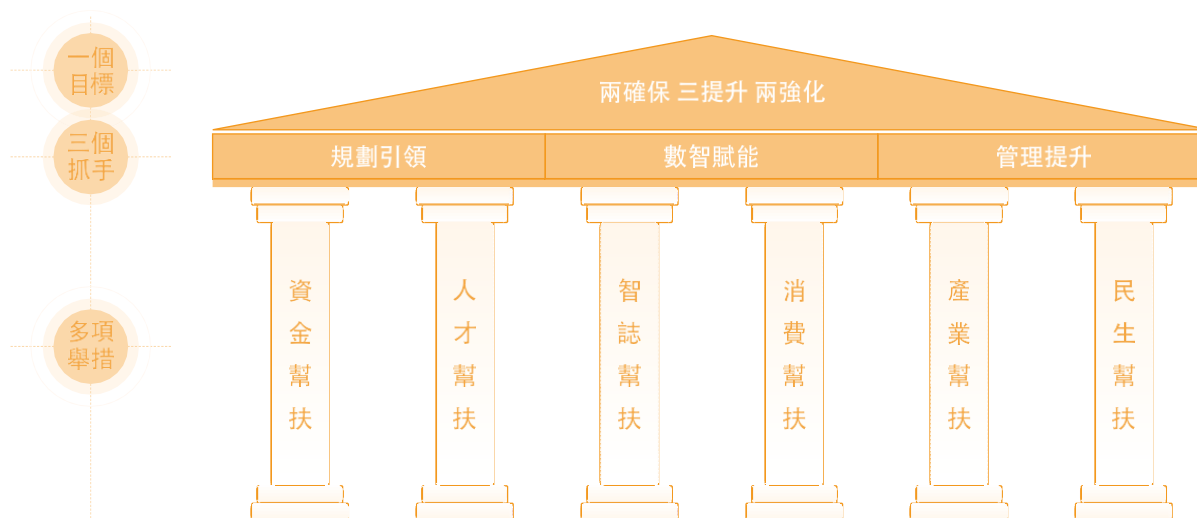 一個
目標
兩確保 三提升 兩強化
三個
抓手
規劃引領
數智賦能
管理提升
多項
舉措
資金幫扶
人才幫扶
智誌幫扶
消費幫扶
產業幫扶
民生幫扶